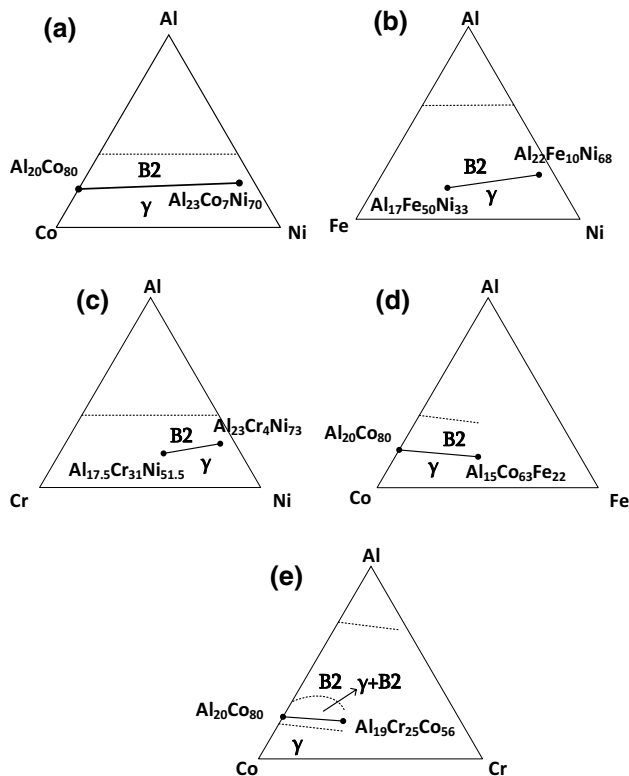 (a)
Al
Al₂₀Co₈₀
B2
γ
Al₂₃Co₇Ni₇₀
Co
Ni
(b)
Al
B2
Al₂₂Fe₁₀Ni₆₈
Al₁₇Fe₅₀Ni₃₃
γ
Fe
Ni
(c)
Al
B2
Al₂₃Cr₄Ni₇₃
Al₁₇.₅Cr₃₁Ni₅₁.₅
γ
Cr
Ni
(d)
Al
Al₂₀Co₈₀
B2
γ
Al₁₅Co₆₃Fe₂₂
Co
Fe
(e)
Al
B2
γ+B2
Al₂₀Co₈₀
Al₁₉Cr₂₅Co₅₆
γ
Co
Cr